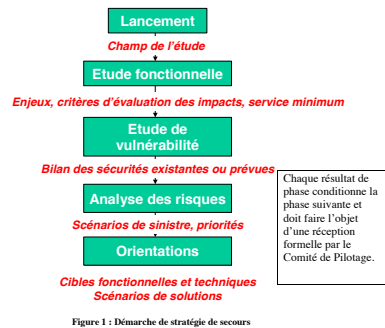 Lancement
Champ de l'étude
Etude fonctionnelle
Enjeux, critères d'évaluation des impacts, service minimum
Etude de
vulnérabilité
Bilan des sécurités existantes ou prévues
Analyse des risques
Scénarios de sinistre, priorités
Orientations
Cibles fonctionnelles et techniques
Scénarios de solutions
Chaque résultat de
phase conditionne la
phase suivante et
doit faire l'objet
d'une réception
formelle par le
Comité de Pilotage.
Figure 1 : Démarche de stratégie de secours